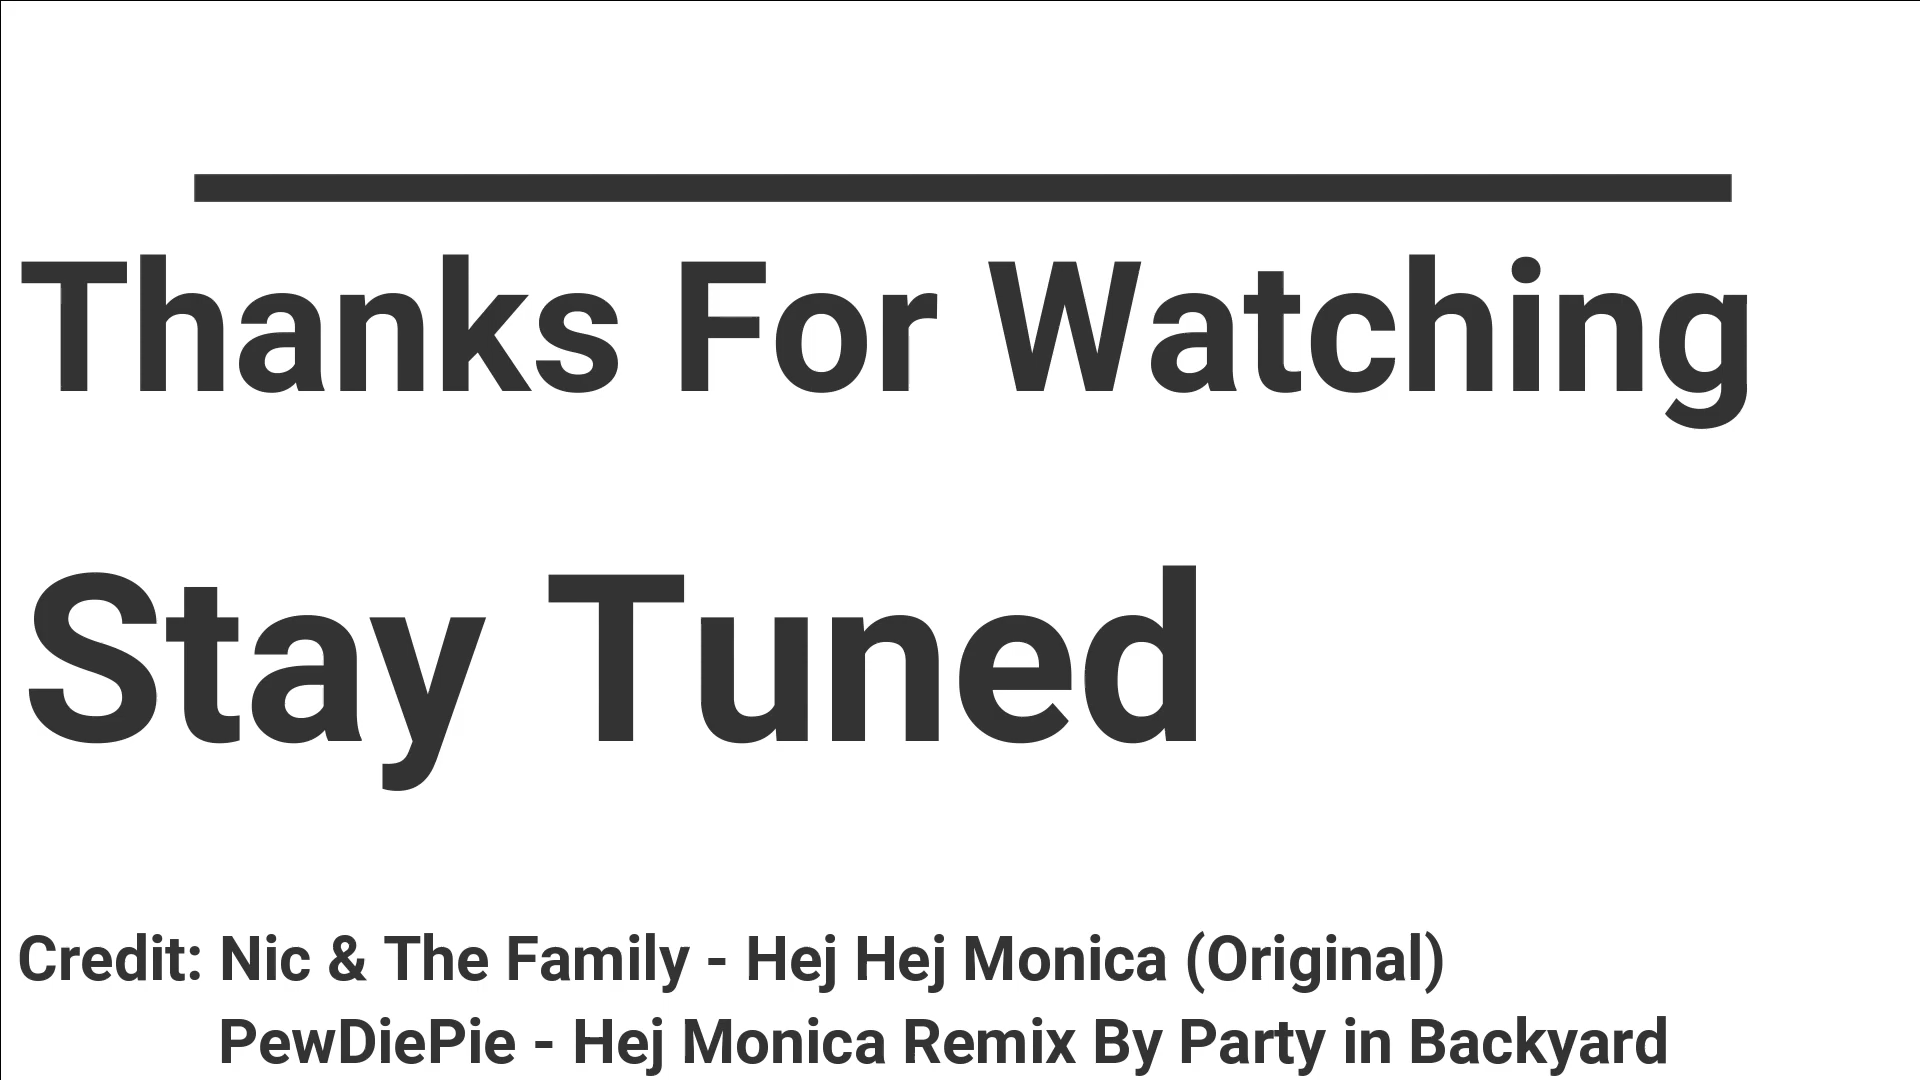 Thanks For Watching
Stay Tuned
Credit: Nic & The Family - Hej Hej Monica (Original)
PewDiePie - Hej Monica Remix By Party in Backyard